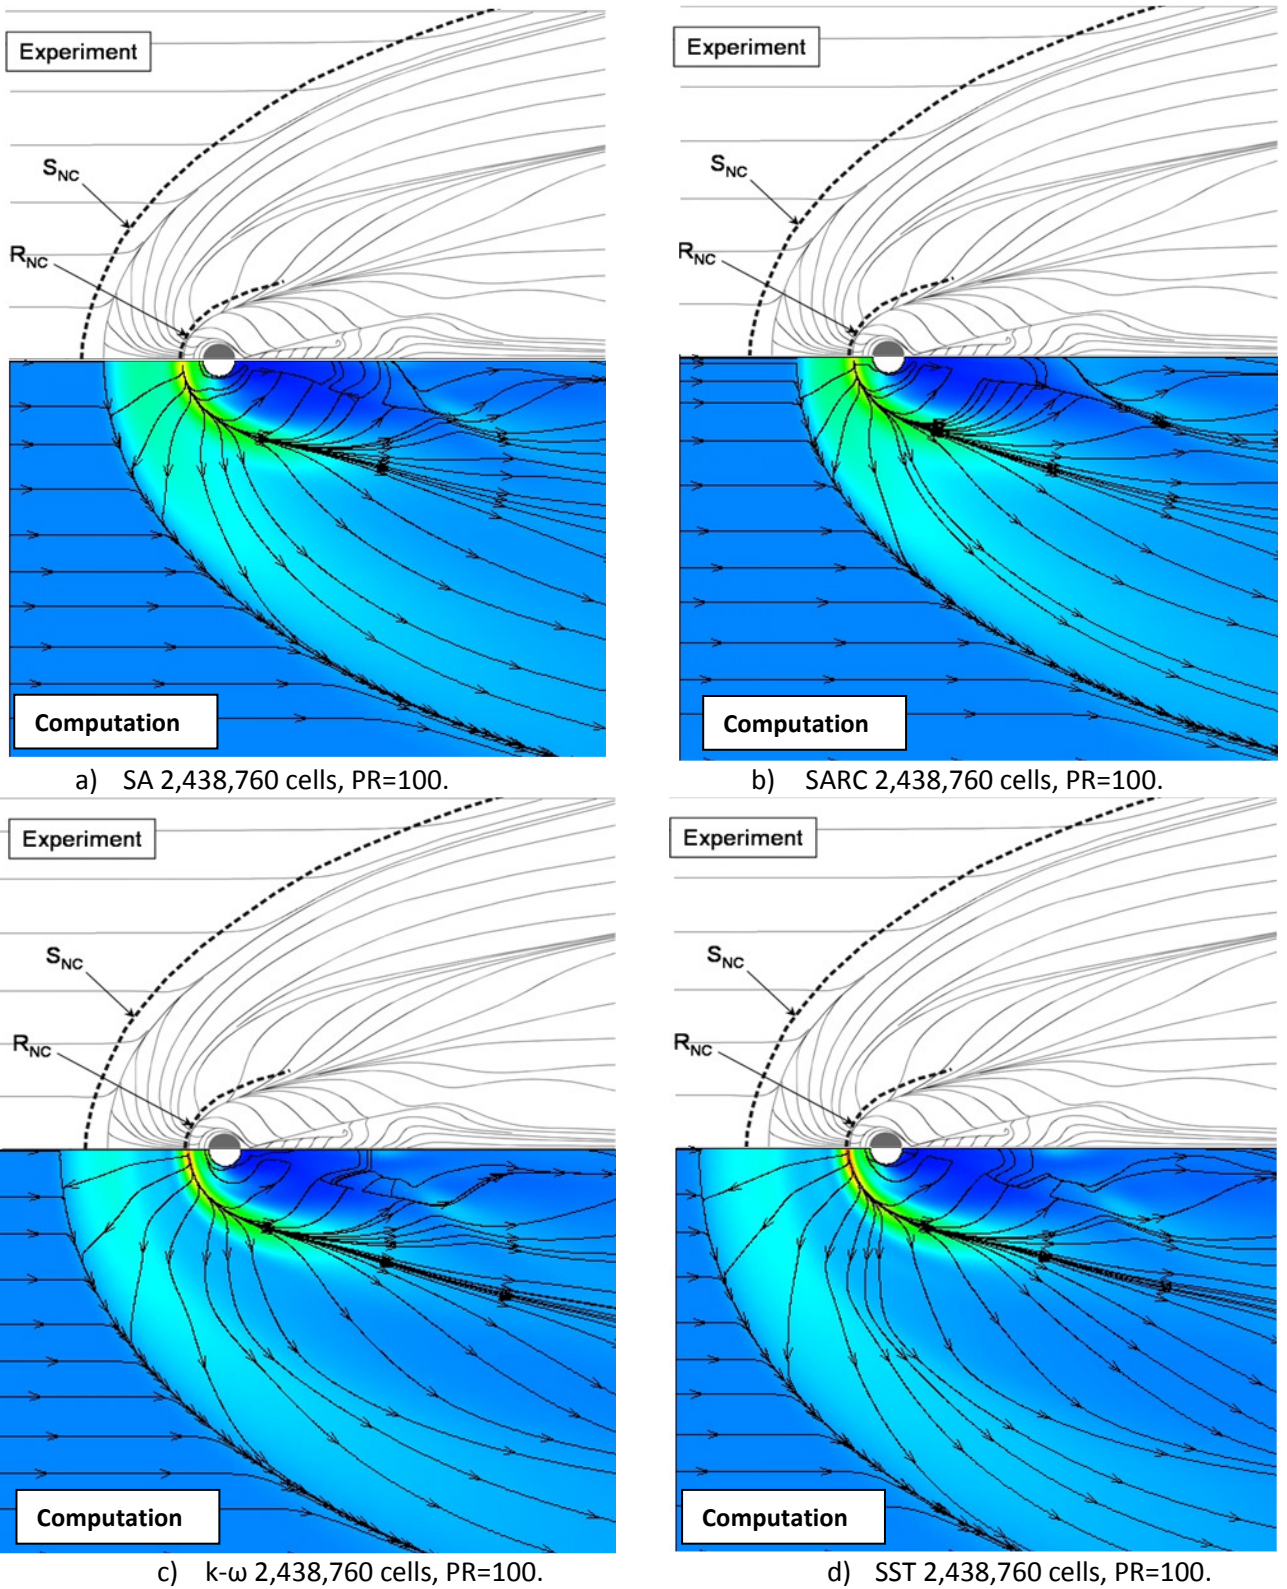 Experiment
S_NC
R_NC
Computation
a) SA 2,438,760 cells, PR=100.
Experiment
S_NC
R_NC
Computation
b) SARC 2,438,760 cells, PR=100.
Experiment
S_NC
R_NC
Computation
c) k-ω 2,438,760 cells, PR=100.
Experiment
S_NC
R_NC
Computation
d) SST 2,438,760 cells, PR=100.